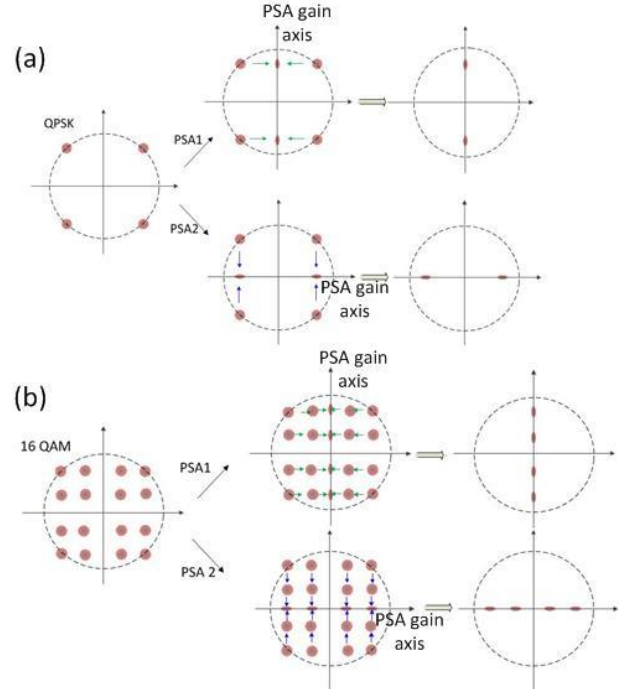 PSA gain
axis
(a)
QPSK
PSA1
PSA2
PSA gain
axis
PSA gain
axis
(b)
16 QAM
PSA1
PSA 2
PSA gain
axis